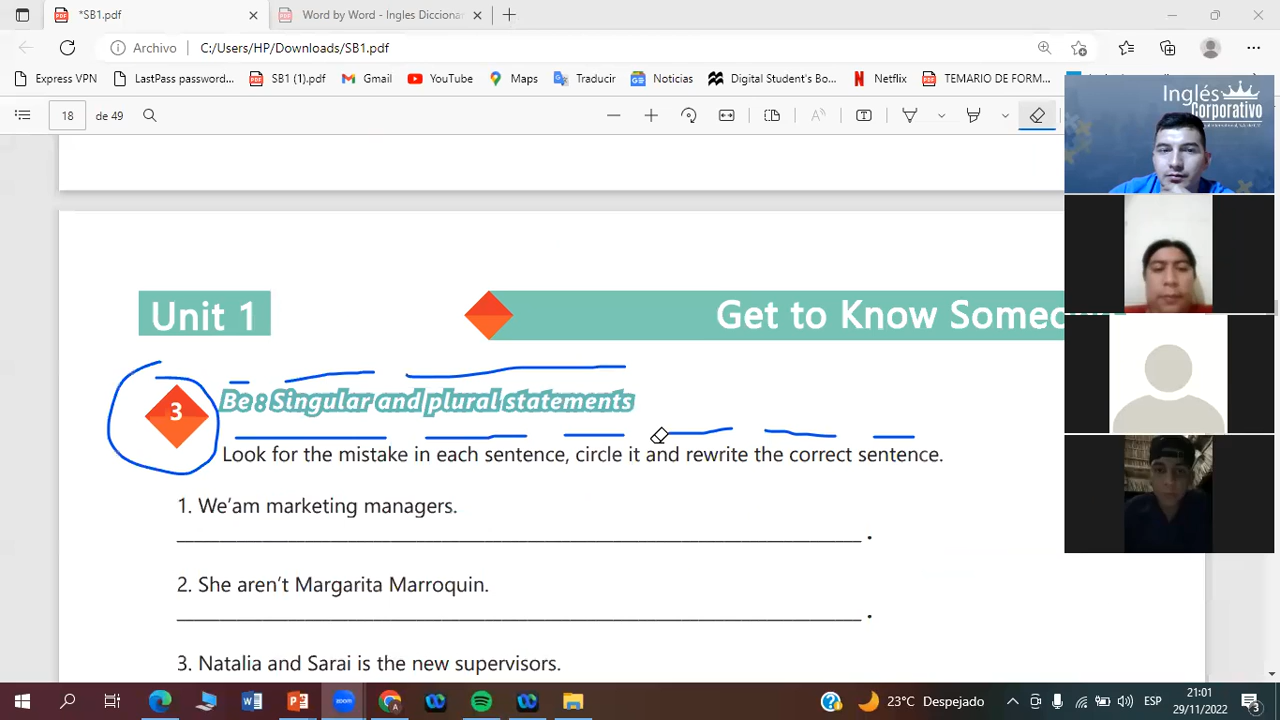 *SB1.pdf
Word by Word - Ingles Dicciona
Archivo
C:/Users/HP/Downloads/SB1.pdf
Express VPN
LastPass password...
SB1 (1).pdf
Gmail
YouTube
Maps
Traducir
Noticias
Digital Student's Bo...
Netflix
TEMARIO DE FORM...
18
de 49
Inglés
Corporativo
Unit 1
Get to Know Someo
3
Be : Singular and plural statements
Look for the mistake in each sentence, circle it and rewrite the correct sentence.
1. We'am marketing managers.
2. She aren't Margarita Marroquin.
3. Natalia and Sarai is the new supervisors.
zoom
23°C Despejado
ESP
21:01
29/11/2022
3